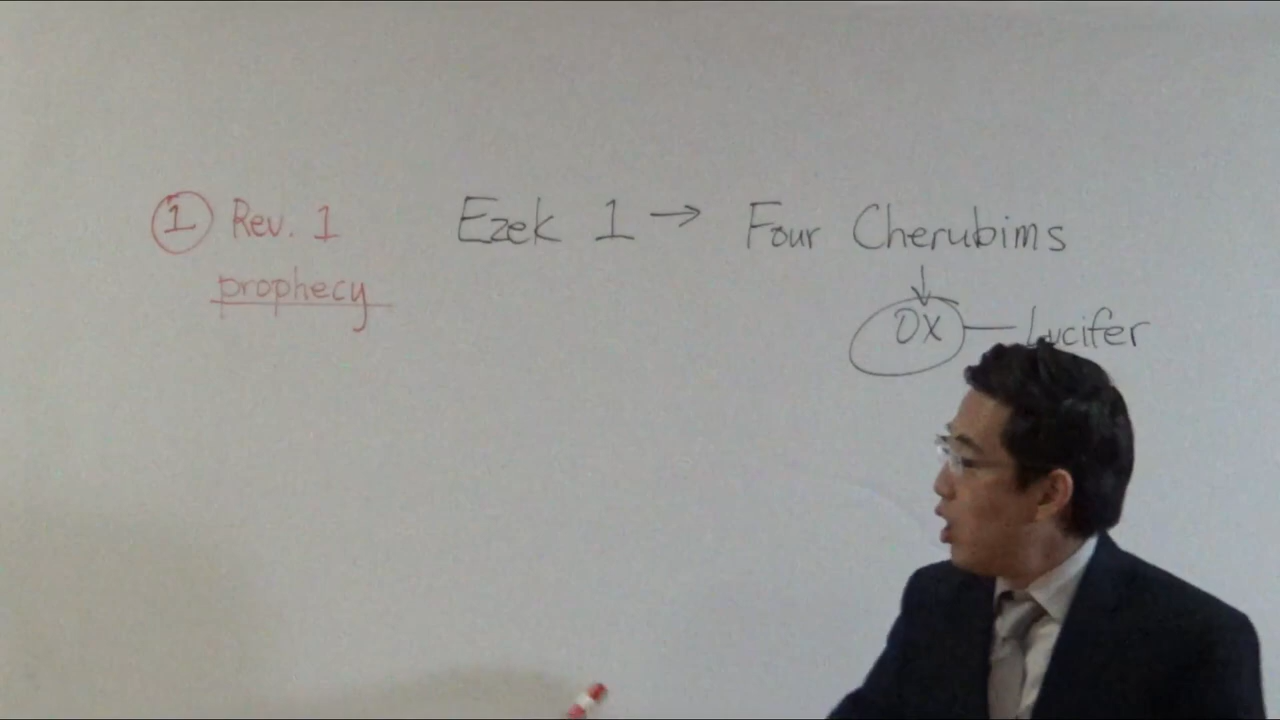 ① Rev. 1
prophecy
Ezek 1 → Four Cherubims
↓
OX — Lucifer